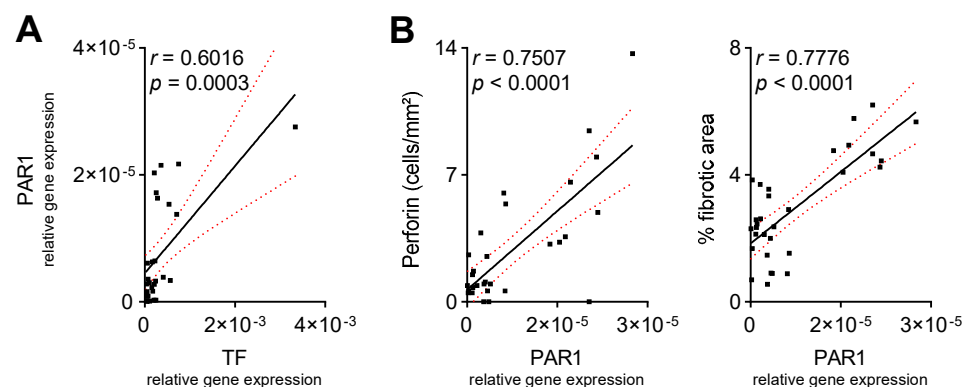 A
B
r = 0.6016
p = 0.0003
4×10⁻⁵
2×10⁻⁵
0
PAR1
relative gene expression
0
2×10⁻³
4×10⁻³
TF
relative gene expression
r = 0.7507
p < 0.0001
14
7
0
Perforin (cells/mm²)
0
2×10⁻⁵
3×10⁻⁵
PAR1
relative gene expression
r = 0.7776
p < 0.0001
8
4
0
% fibrotic area
0
2×10⁻⁵
3×10⁻⁵
PAR1
relative gene expression